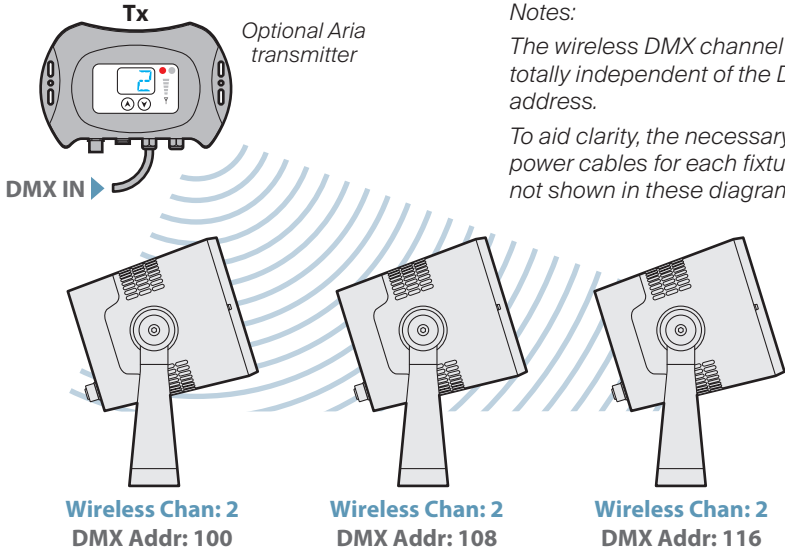 Tx
Optional Aria
transmitter
2
DMX IN
Notes:
The wireless DMX channel
totally independent of the
address.
To aid clarity, the necessary
power cables for each
not shown in these
Wireless Chan: 2
DMX Addr: 100
Wireless Chan: 2
DMX Addr: 108
Wireless Chan: 2
DMX Addr: 116